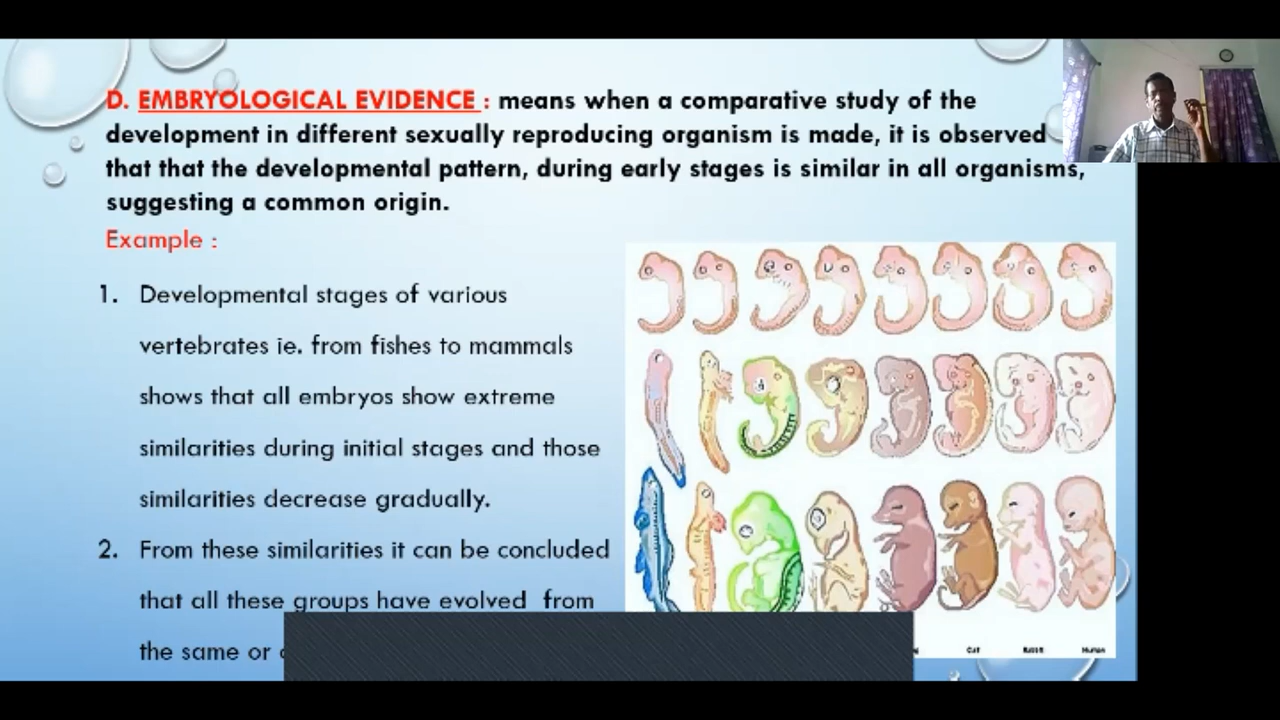 D. EMBRYOLOGICAL EVIDENCE : means when a comparative study of the
development in different sexually reproducing organism is made, it is observed
that that the developmental pattern, during early stages is similar in all organisms,
suggesting a common origin.
Example :
1. Developmental stages of various
vertebrates ie. from fishes to mammals
shows that all embryos show extreme
similarities during initial stages and those
similarities decrease gradually.
2. From these similarities it can be concluded
that all these groups have evolved from
the same or
Calf Rabbit Human